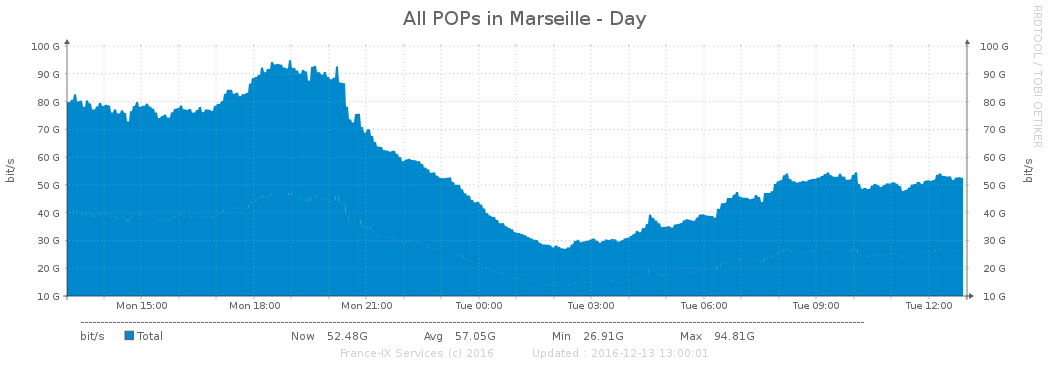 All POPs in Marseille - Day
RRDTOOL / TOBI OETIKER
100 G 100 G
90 G 90 G
80 G 80 G
70 G 70 G
60 G 60 G
50 G 50 G
40 G 40 G
30 G 30 G
20 G 20 G
10 G 10 G
bit/s bit/s
Mon 15:00 Mon 18:00 Mon 21:00 Tue 00:00 Tue 03:00 Tue 06:00 Tue 09:00 Tue 12:00
bit/s Total Now 52.48G Avg 57.05G Min 26.91G Max 94.81G
France-IX Services (c) 2016 Updated : 2016-12-13 13:00:01